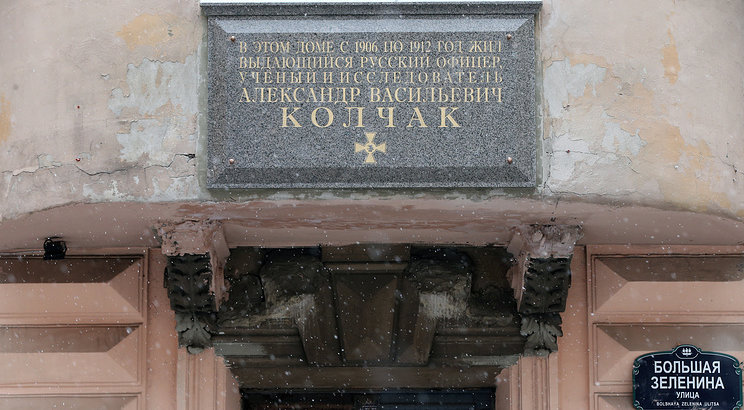 В ЭТОМ ДОМЕ С 1906 ПО 1912 ГОД ЖИЛ
ВЫДАЮЩИЙСЯ РУССКИЙ ОФИЦЕР,
УЧЁНЫЙ И ИССЛЕДОВАТЕЛЬ
АЛЕКСАНДР ВАСИЛЬЕВИЧ
КОЛЧАК
БОЛЬШАЯ
ЗЕЛЕНИНА
УЛИЦА
BOLSHAYA ZELENINA ULITSA